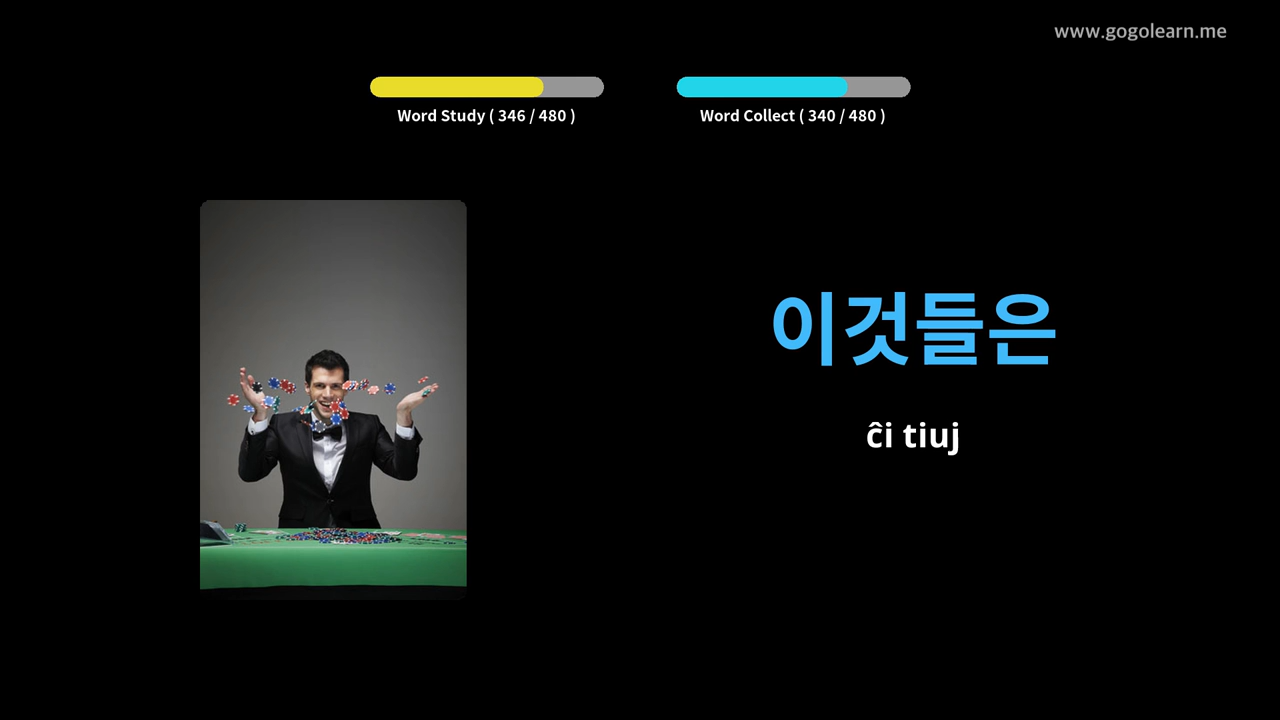 www.gogolearn.me
Word Study ( 346 / 480 )
Word Collect ( 340 / 480 )
이것들은
ĉi tiuj